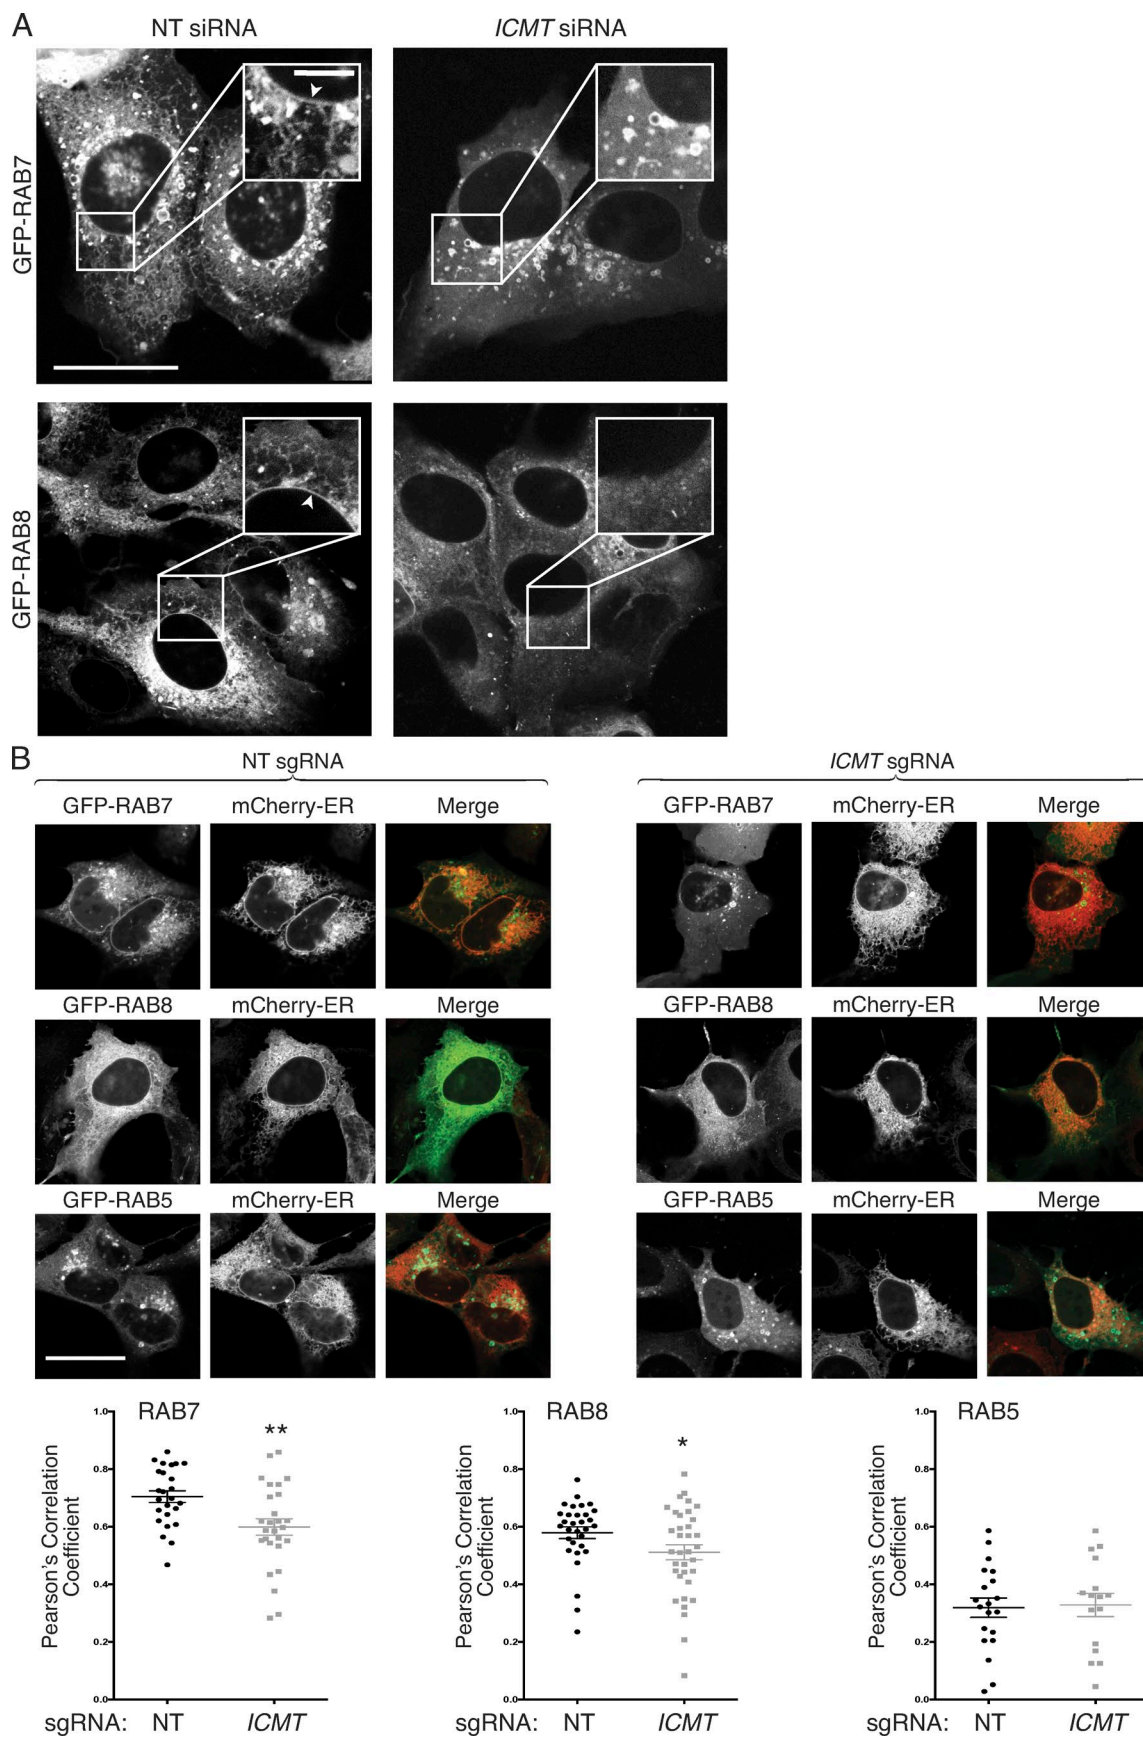 A
NT siRNA
ICMT siRNA
GFP-RAB7
GFP-RAB8
B
NT sgRNA
ICMT sgRNA
GFP-RAB7 mCherry-ER Merge
GFP-RAB7 mCherry-ER Merge
GFP-RAB8 mCherry-ER Merge
GFP-RAB8 mCherry-ER Merge
GFP-RAB5 mCherry-ER Merge
GFP-RAB5 mCherry-ER Merge
RAB7
**
Pearson's Correlation
Coefficient
1.0
0.8
0.6
0.4
0.2
0.0
sgRNA: NT ICMT
RAB8
*
Pearson's Correlation
Coefficient
1.0
0.8
0.6
0.4
0.2
0.0
sgRNA: NT ICMT
RAB5
Pearson's Correlation
Coefficient
1.0
0.8
0.6
0.4
0.2
0.0
sgRNA: NT ICMT